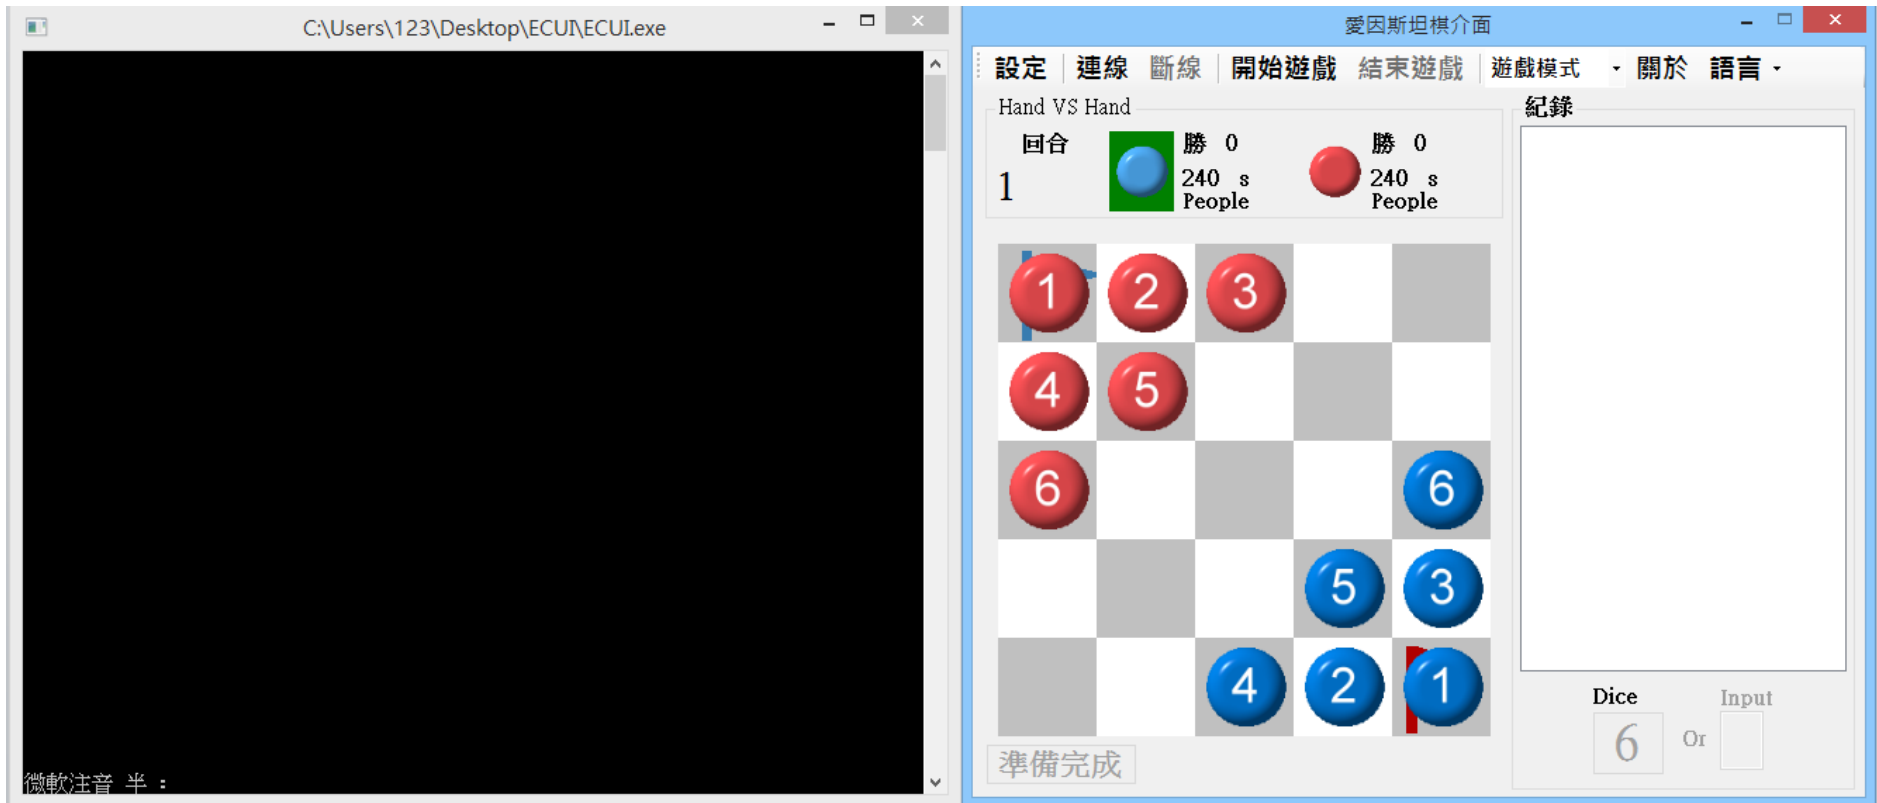 C:\Users\123\Desktop\ECUI\ECUI.exe
微軟注音 半 :
愛因斯坦棋介面
設定 連線 斷線 開始遊戲 結束遊戲 遊戲模式 關於 語言
Hand VS Hand
回合
1
勝 0
240 s
People
勝 0
240 s
People
紀錄
1 2 3
4 5
6 6
5 3
4 2 1
準備完成
Dice
6
Or
Input